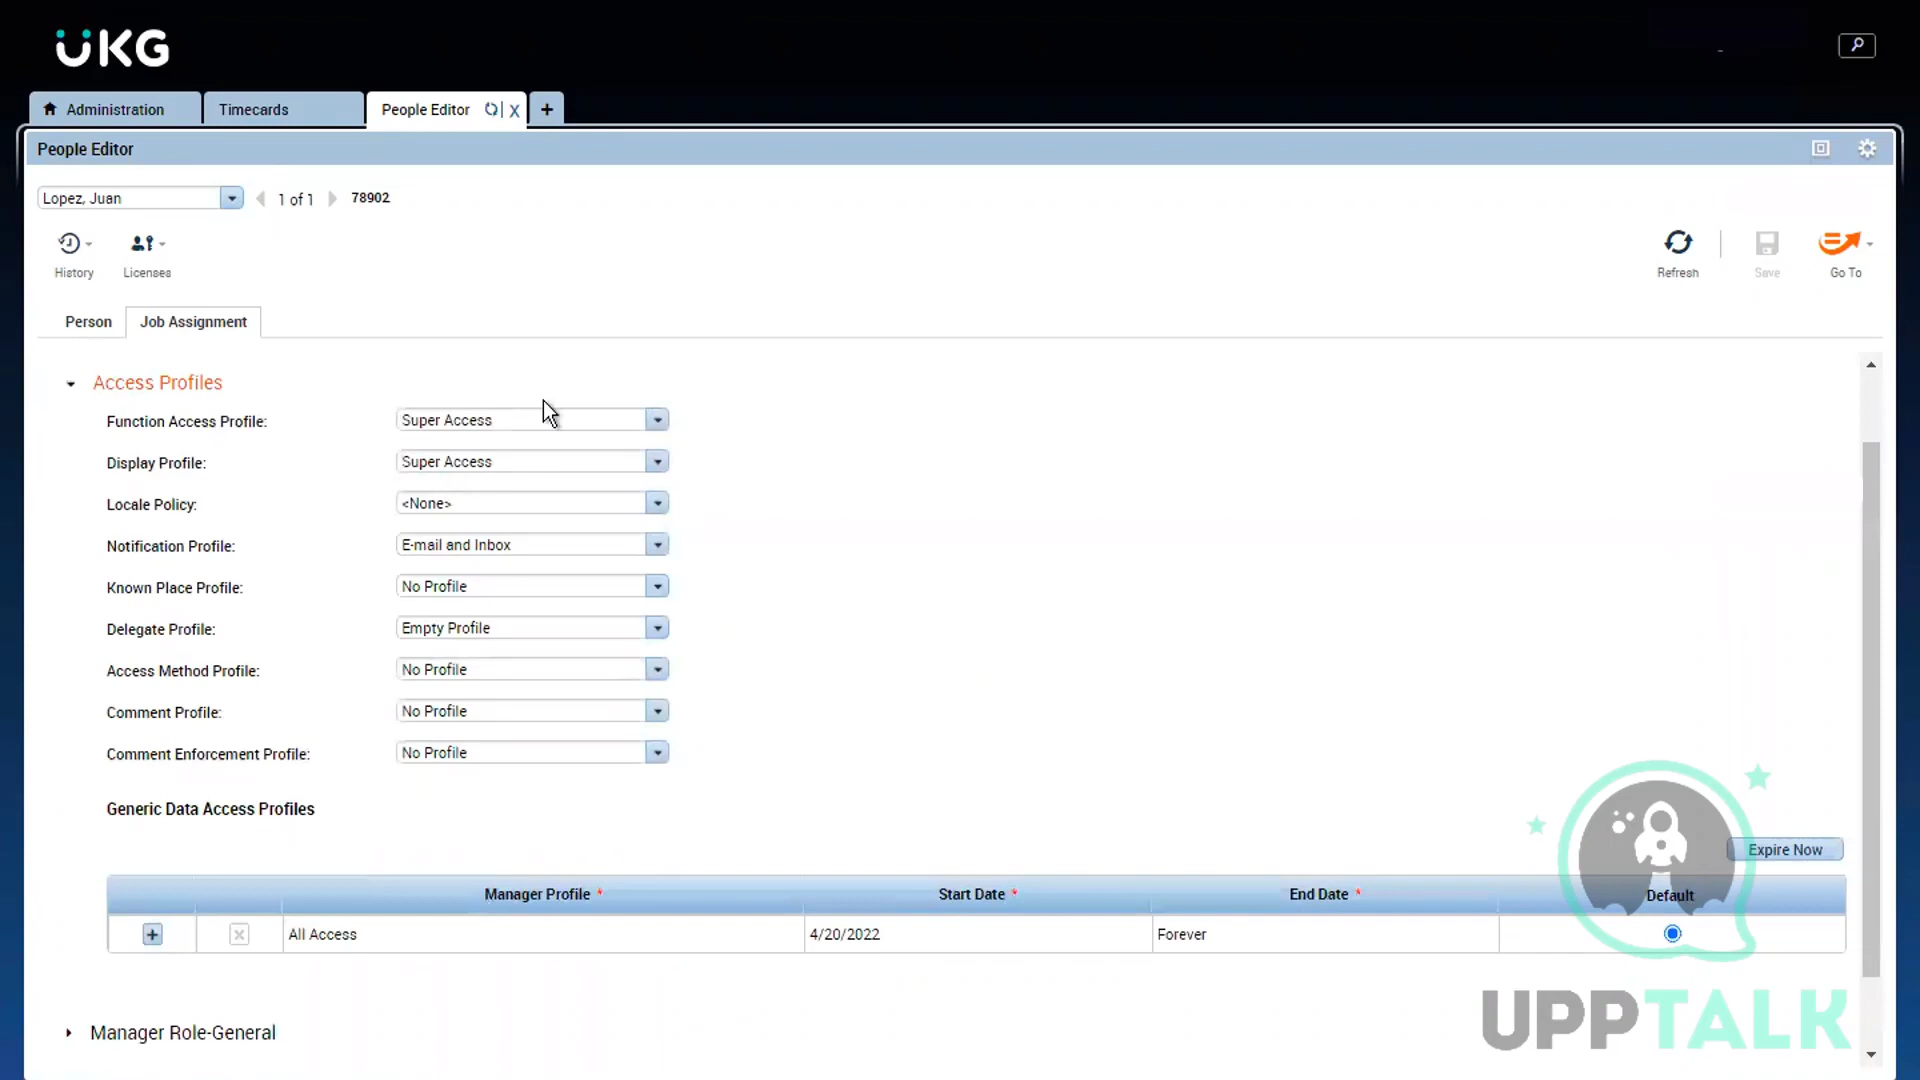 UKG
Administration
Timecards
People Editor
X
+
People Editor
Lopez, Juan
1 of 1
78902
History
Licenses
Refresh
Save
Go To
Person
Job Assignment
Access Profiles
Function Access Profile: Super Access
Display Profile: Super Access
Locale Policy: <None>
Notification Profile: E-mail and Inbox
Known Place Profile: No Profile
Delegate Profile: Empty Profile
Access Method Profile: No Profile
Comment Profile: No Profile
Comment Enforcement Profile: No Profile
Generic Data Access Profiles
Expire Now
Manager Profile * Start Date * End Date * Default
All Access 4/20/2022 Forever
Manager Role-General
UPPTALK